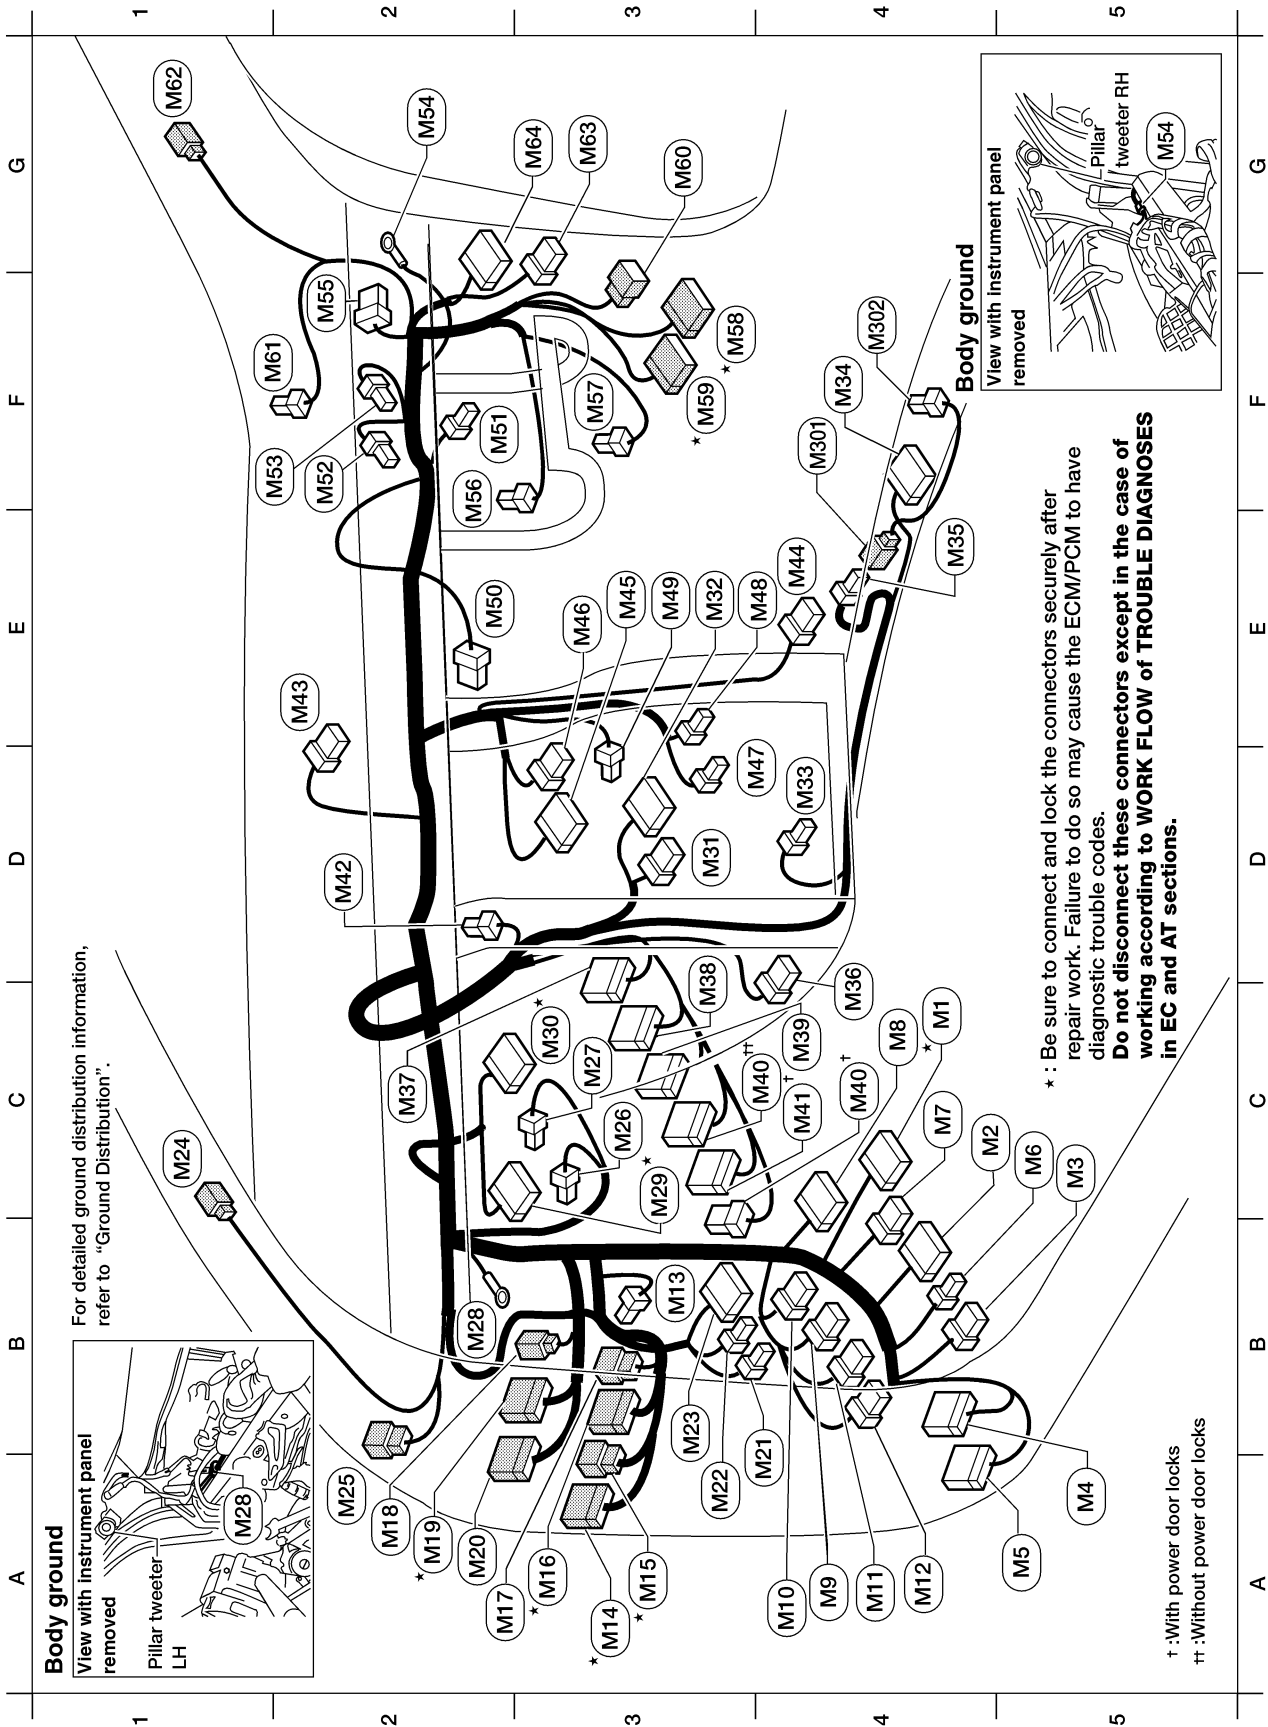 1
2
3
4
5
G
F
E
D
C
B
A
M62
M54
M64
M63
M60
M55
M61
M53
M52
M51
M56
M57
M58
★
M59
★
M302
M34
M301
M35
Body ground
View with instrument panel
removed
Pillar
tweeter RH
M54
M50
M43
M46
M45
M49
M32
M48
M44
M47
M33
M31
M42
M37
M30
★
M27
M26
M29
★
M38
M39
M36
M40
††
M41
†
M40
†
M8
M1
★
M7
M2
M6
M3
M24
M28
M13
M25
M18
M19
★
M20
M17
M16
★
M15
★
M14
★
M23
M22
M21
M10
M9
M11
M12
M4
M5
For detailed ground distribution information,
refer to “Ground Distribution”.
Body ground
View with instrument panel
removed
Pillar tweeter
LH
M28
★ : Be sure to connect and lock the connectors securely after
repair work. Failure to do so may cause the ECM/PCM to have
diagnostic trouble codes.
Do not disconnect these connectors except in the case of
working according to WORK FLOW of TROUBLE DIAGNOSES
in EC and AT sections.
† :With power door locks
†† :Without power door locks
A
B
C
D
E
F
G
1
2
3
4
5